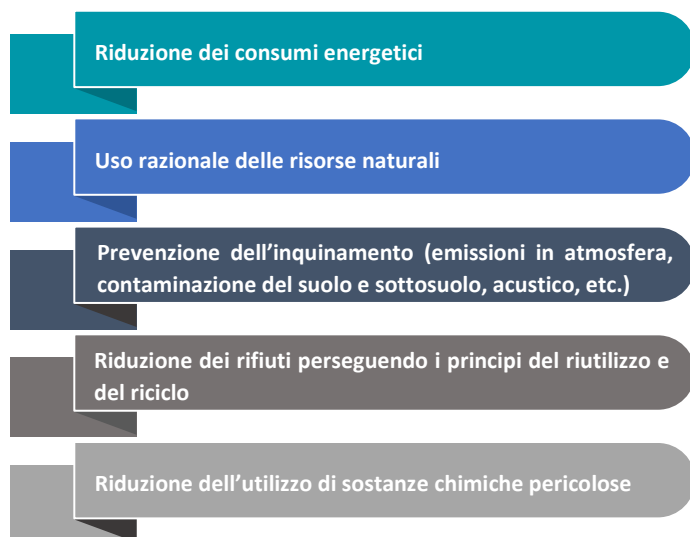 Riduzione dei consumi energetici
Uso razionale delle risorse naturali
Prevenzione dell’inquinamento (emissioni in atmosfera,
contaminazione del suolo e sottosuolo, acustico, etc.)
Riduzione dei rifiuti perseguendo i principi del riutilizzo e
del riciclo
Riduzione dell’utilizzo di sostanze chimiche pericolose